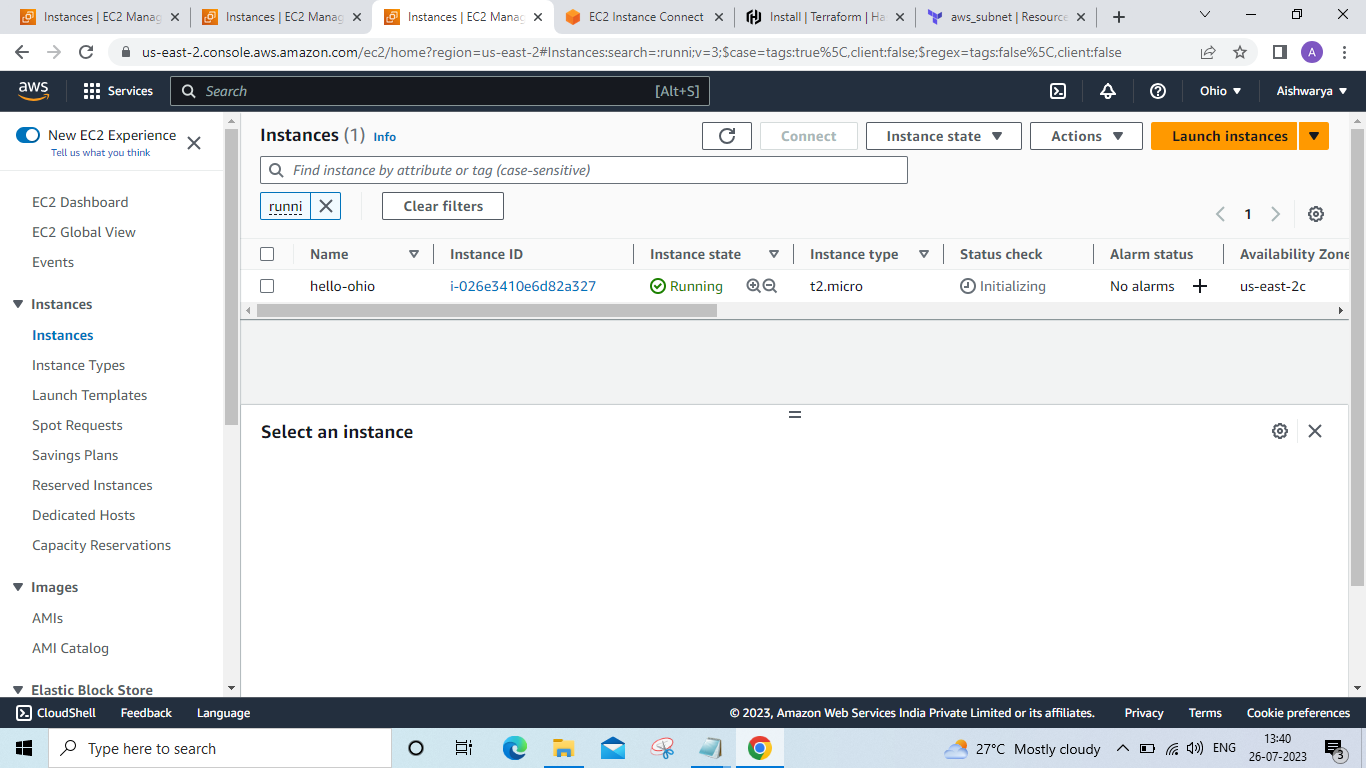 Instances | EC2 Manag
Instances | EC2 Manag
Instances | EC2 Manag
EC2 Instance Connect
Install | Terraform | Ha
aws_subnet | Resource
us-east-2.console.aws.amazon.com/ec2/home?region=us-east-2#Instances:search=:runni;v=3;$case=tags:true%5C,client:false;$regex=tags:false%5C,client:false
A
aws
Services
Search
[Alt+S]
Ohio
Aishwarya
New EC2 Experience
Tell us what you think
EC2 Dashboard
EC2 Global View
Events
Instances
Instances
Instance Types
Launch Templates
Spot Requests
Savings Plans
Reserved Instances
Dedicated Hosts
Capacity Reservations
Images
AMIs
AMI Catalog
Elastic Block Store
Instances (1) Info
Connect
Instance state
Actions
Launch instances
Find instance by attribute or tag (case-sensitive)
runni
Clear filters
1
Name Instance ID Instance state Instance type Status check Alarm status Availability Zone
hello-ohio i-026e3410e6d82a327 Running t2.micro Initializing No alarms us-east-2c
Select an instance
CloudShell Feedback Language © 2023, Amazon Web Services India Private Limited or its affiliates. Privacy Terms Cookie preferences
Type here to search
27°C Mostly cloudy
ENG
13:40
26-07-2023
3